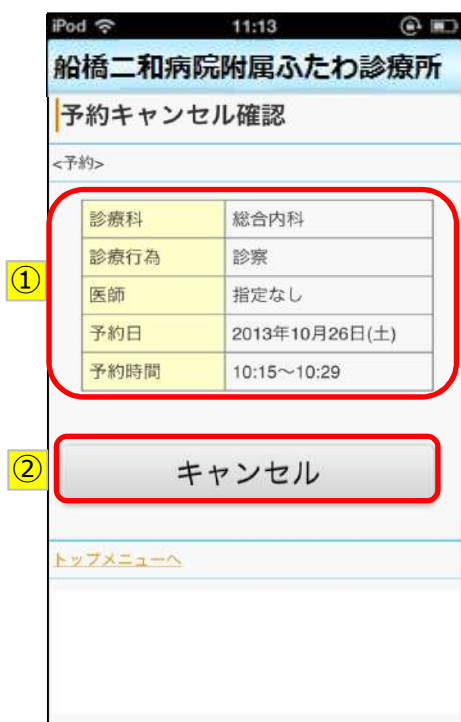 iPod 11:13
船橋二和病院附属ふたわ診療所
予約キャンセル確認
<予約>
①
診療科 総合内科
診療行為 診察
医師 指定なし
予約日 2013年10月26日(土)
予約時間 10:15～10:29
② キャンセル
トップメニューへ